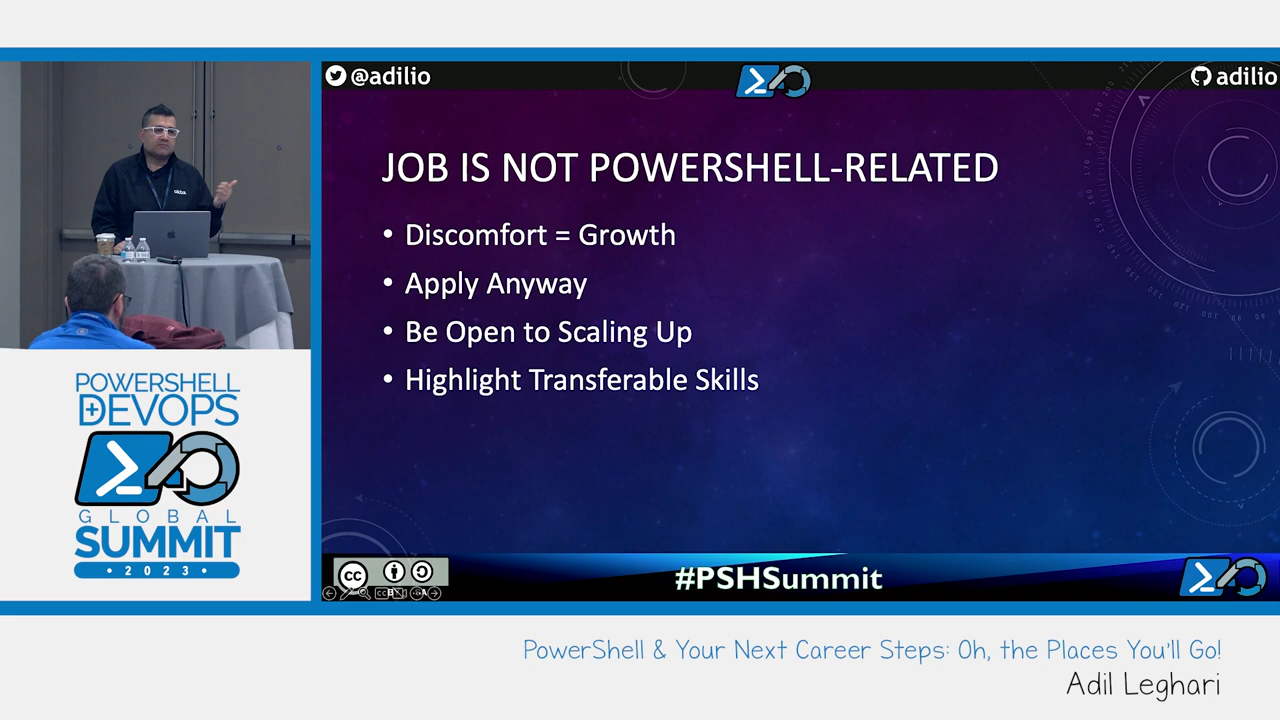 @adilio
adilio
JOB IS NOT POWERSHELL-RELATED
• Discomfort = Growth
• Apply Anyway
• Be Open to Scaling Up
• Highlight Transferable Skills
okta
POWERSHELL
+DEVOPS
GLOBAL
SUMMIT
• 2023 •
cc
#PSHSummit
PowerShell & Your Next Career Steps: Oh, the Places You'll Go!
Adil Leghari